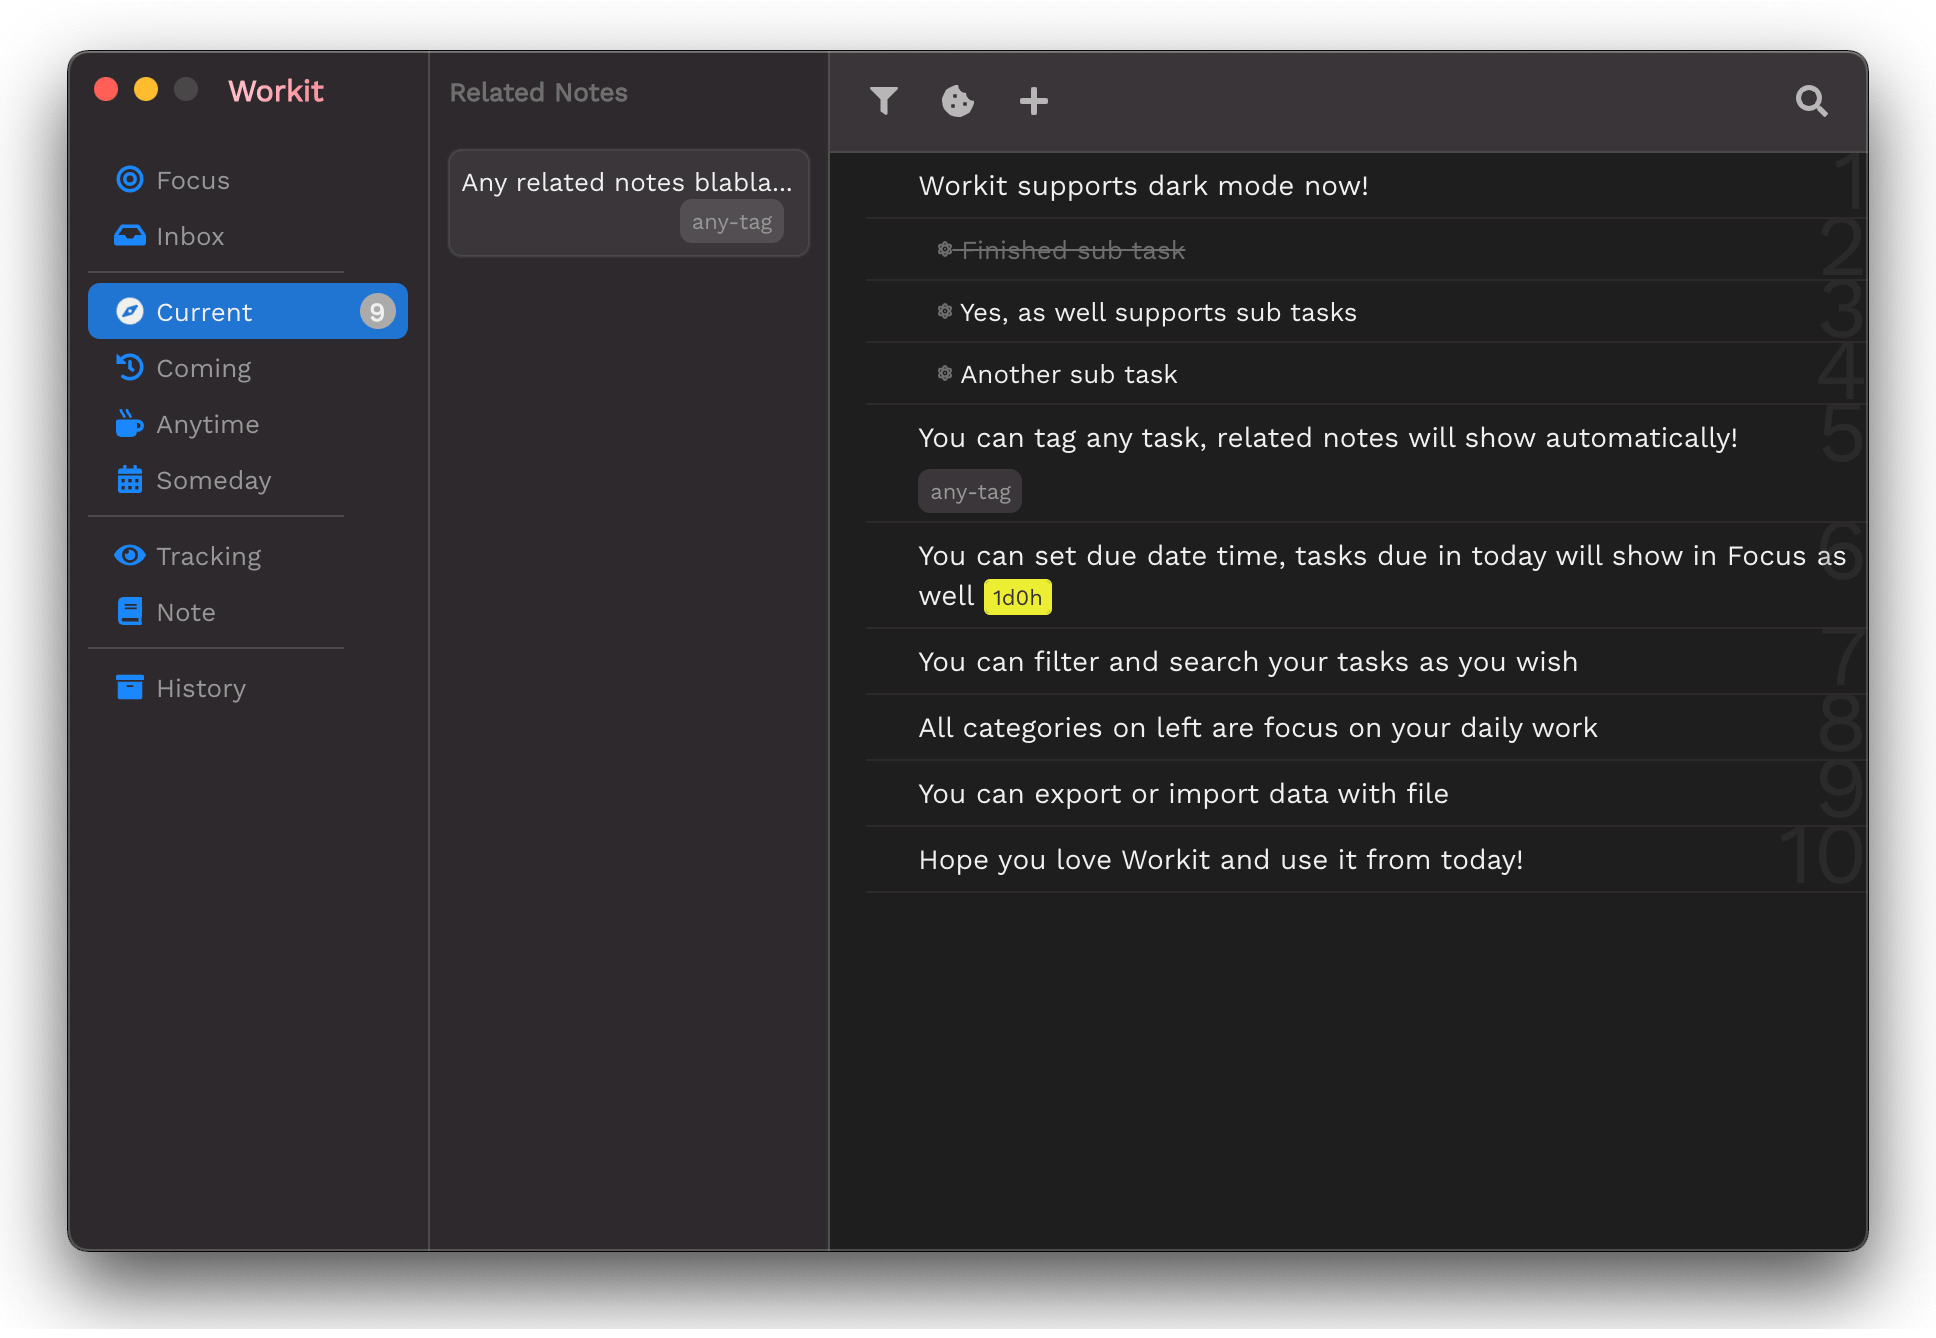 Workit
Focus
Inbox
Current 9
Coming
Anytime
Someday
Tracking
Note
History
Related Notes
Any related notes blabla...
any-tag
Workit supports dark mode now! 1
Finished sub task 2
Yes, as well supports sub tasks 3
Another sub task 4
You can tag any task, related notes will show automatically! 5
any-tag
You can set due date time, tasks due in today will show in Focus as 6
well 1d0h
You can filter and search your tasks as you wish 7
All categories on left are focus on your daily work 8
You can export or import data with file 9
Hope you love Workit and use it from today! 10